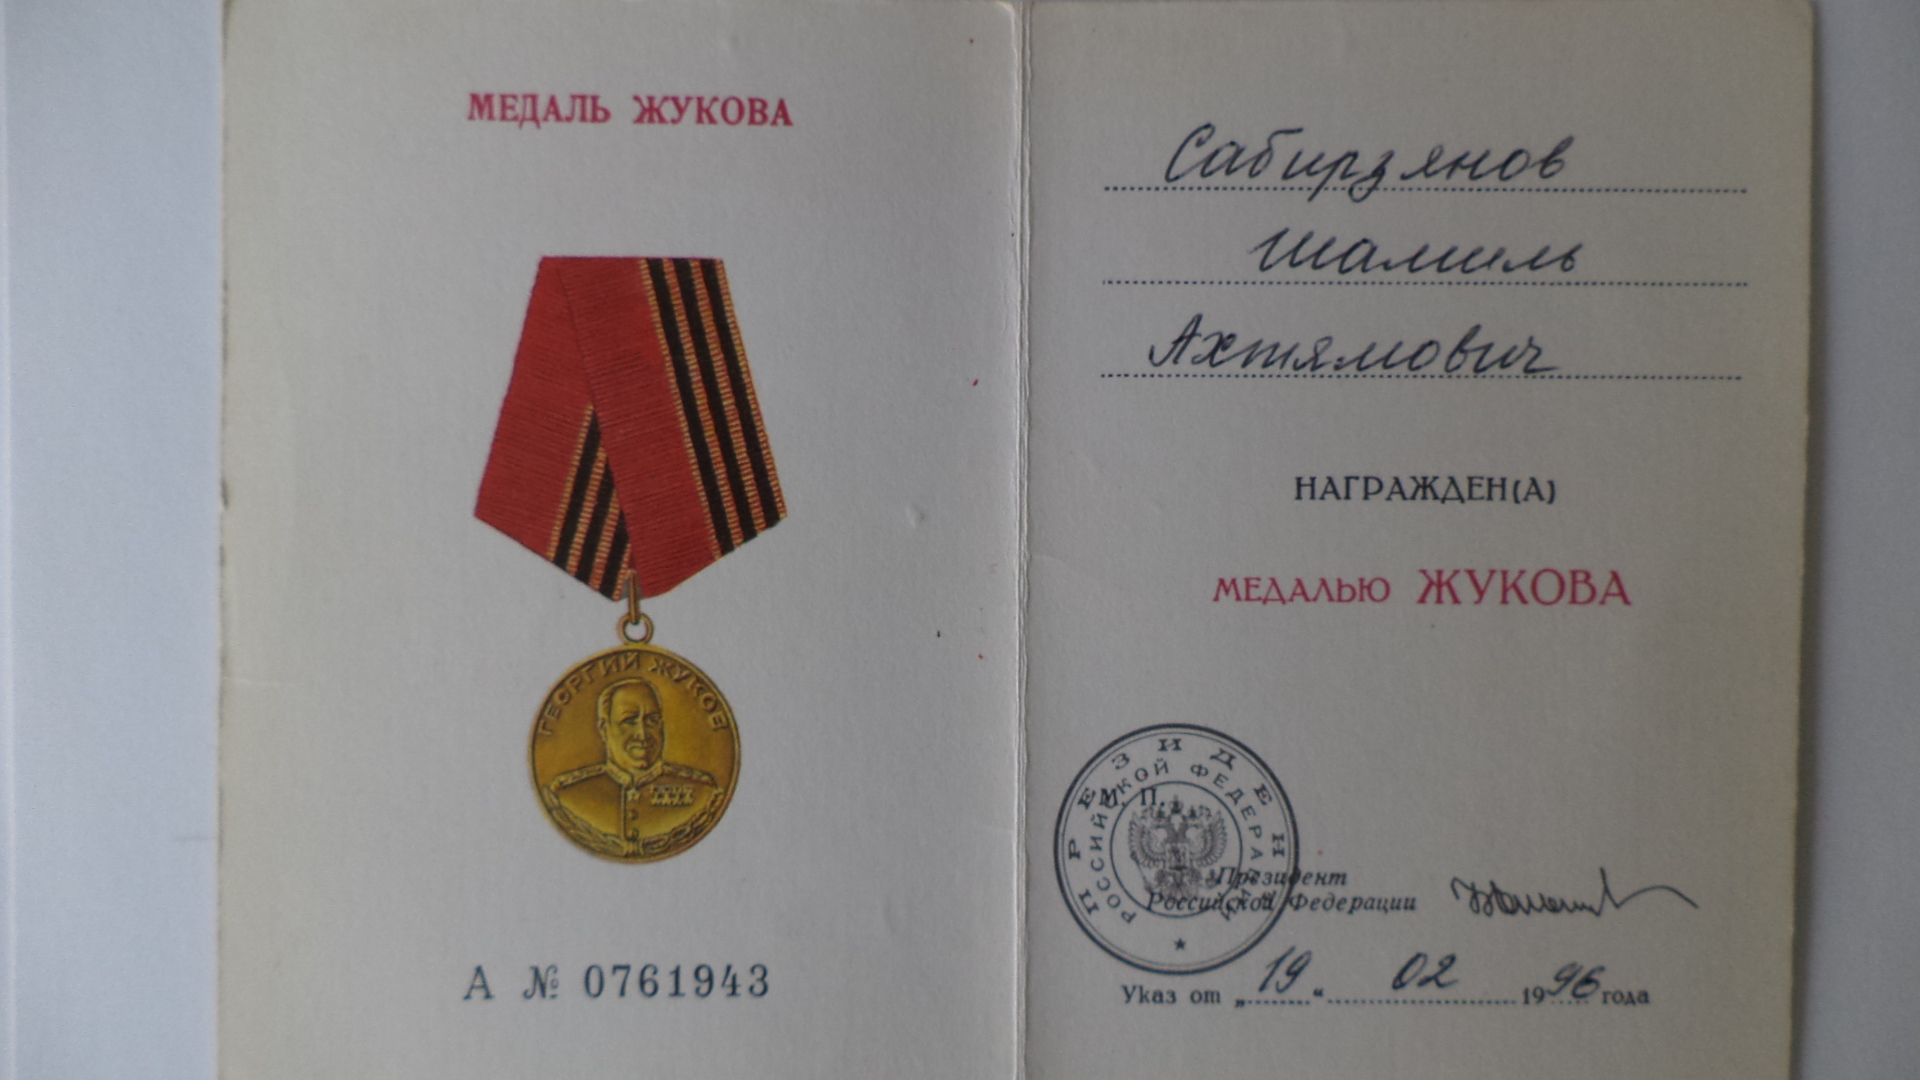 МЕДАЛЬ ЖУКОВА
ГЕОРГИЙ ЖУКОВ
А № 0761943
Сабирзянов
Шамиль
Ахтямович
НАГРАЖДЕН(А)
МЕДАЛЬЮ ЖУКОВА
ПРЕЗИДЕНТ
РОССИЙСКОЙ ФЕДЕРАЦИИ
М. П.
Президент
Российской Федерации
Указ от „19“ 02 1996 года